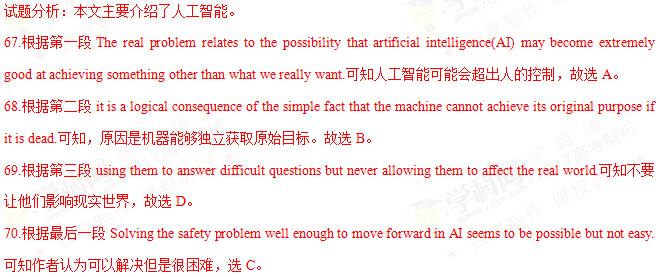 试题分析：本文主要介绍了人工智能。
67.根据第一段 The real problem relates to the possibility that artificial intelligence(AI) may become extremely
good at achieving something other than what we really want.可知人工智能可能会超出人的控制，故选 A。
68.根据第二段 it is a logical consequence of the simple fact that the machine cannot achieve its original purpose if
it is dead.可知，原因是机器能够独立获取原始目标。故选 B。
69.根据第三段 using them to answer difficult questions but never allowing them to affect the real world.可知不要
让他们影响现实世界，故选 D。
70.根据最后一段 Solving the safety problem well enough to move forward in AI seems to be possible but not easy.
可知作者认为可以解决但是很困难，选 C。